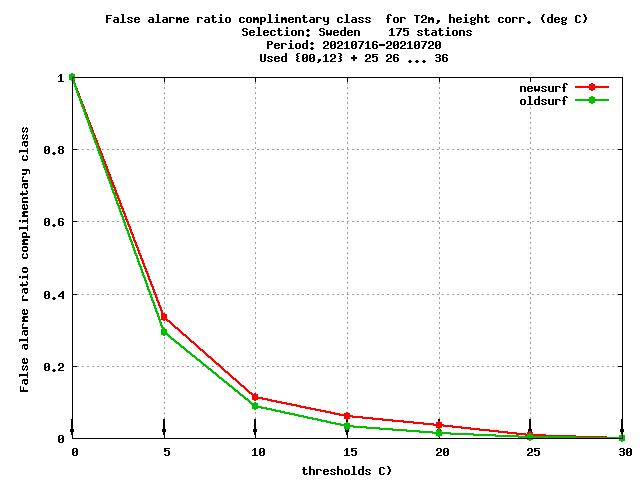 False alarme ratio complimentary class  for T2m, height corr. (deg C)
Selection: Sweden    175 stations
Period: 20210716-20210720
Used {00,12} + 25 26 ... 36
newsurf
oldsurf
False alarme ratio complimentary class
1
0.8
0.6
0.4
0.2
0
0 5 10 15 20 25 30
thresholds C)